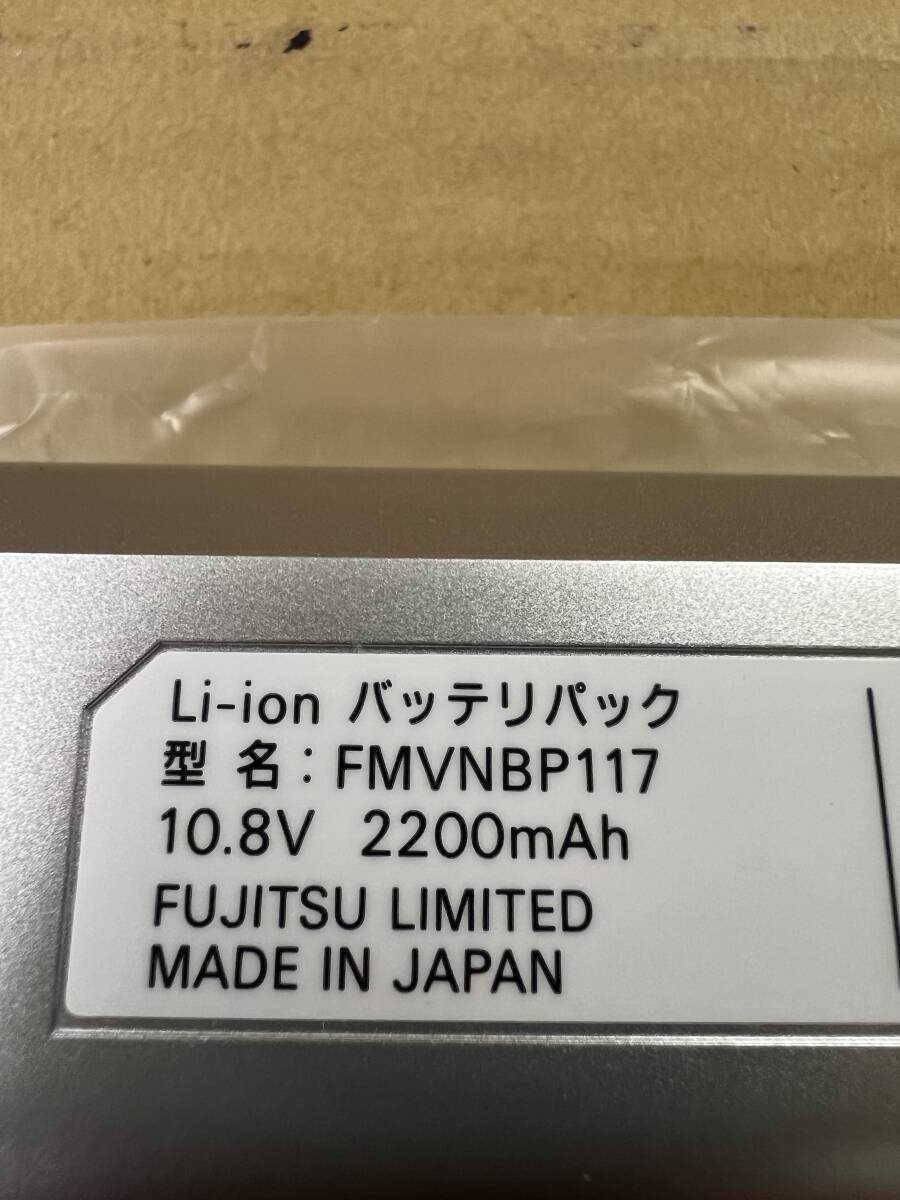 Li-ion バッテリパック
型 名：FMVNBP117
10.8V 2200mAh
FUJITSU LIMITED
MADE IN JAPAN